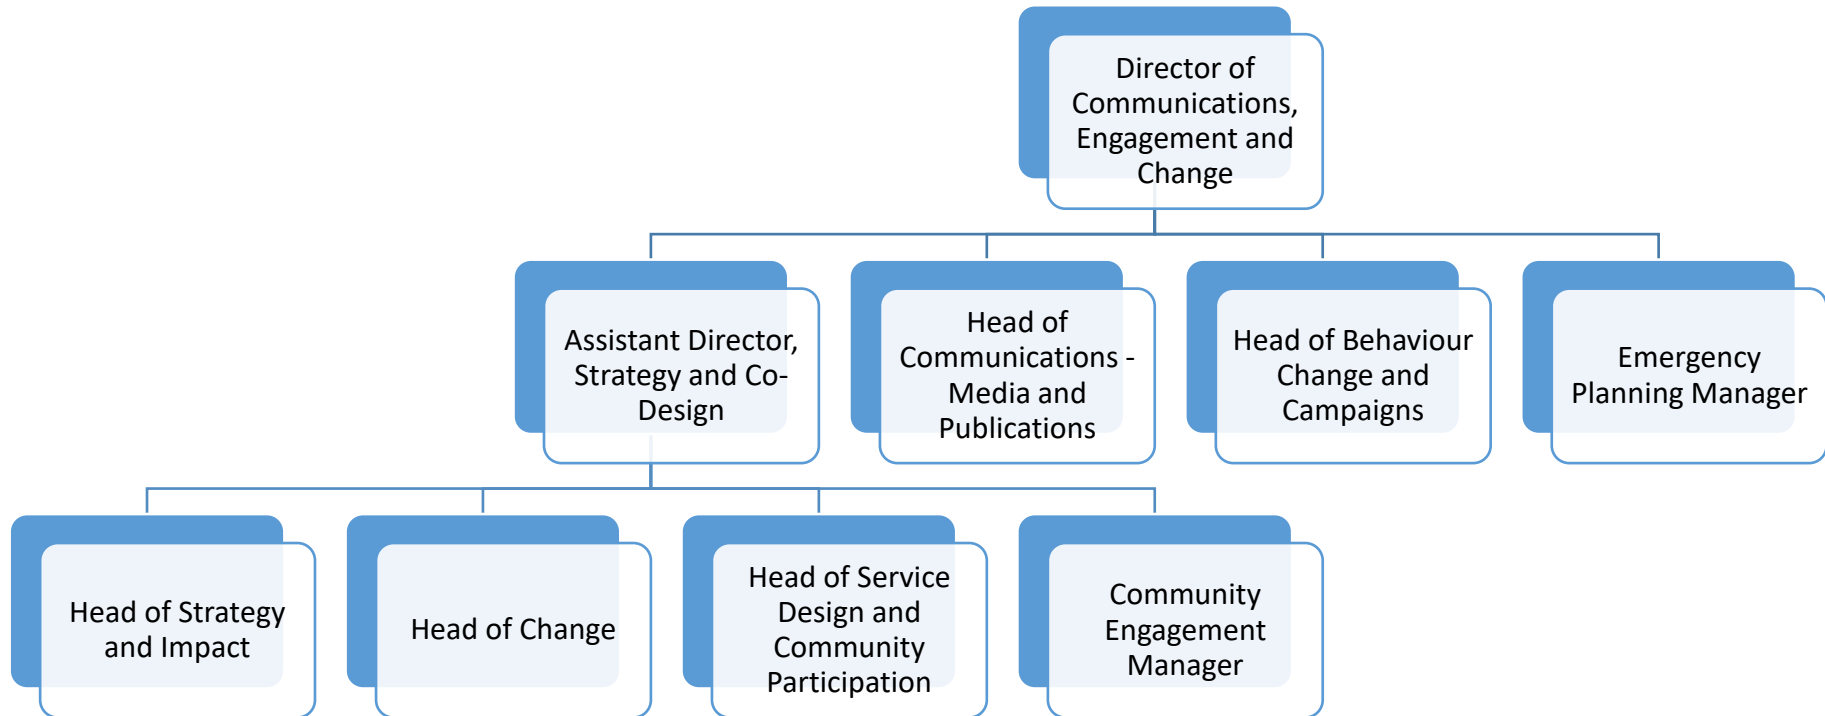 Director of
Communications,
Engagement and
Change
Assistant Director,
Strategy and Co-
Design
Head of
Communications -
Media and
Publications
Head of Behaviour
Change and
Campaigns
Emergency
Planning Manager
Head of Strategy
and Impact
Head of Change
Head of Service
Design and
Community
Participation
Community
Engagement
Manager